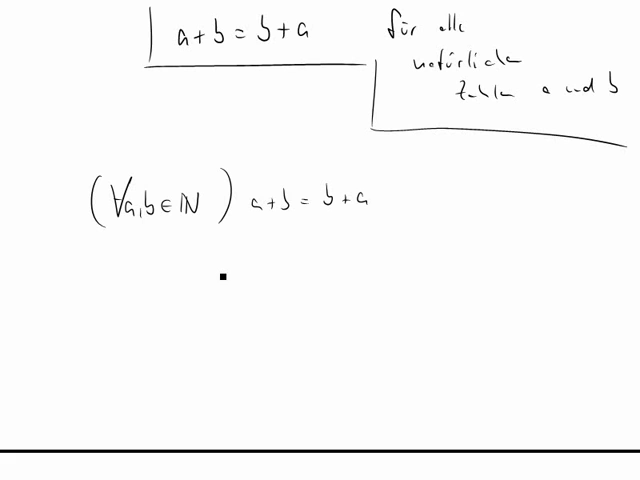 a + b = b + a
für alle
natürliche
Zahlen a und b
(∀a,b ∈ ℕ) a + b = b + a